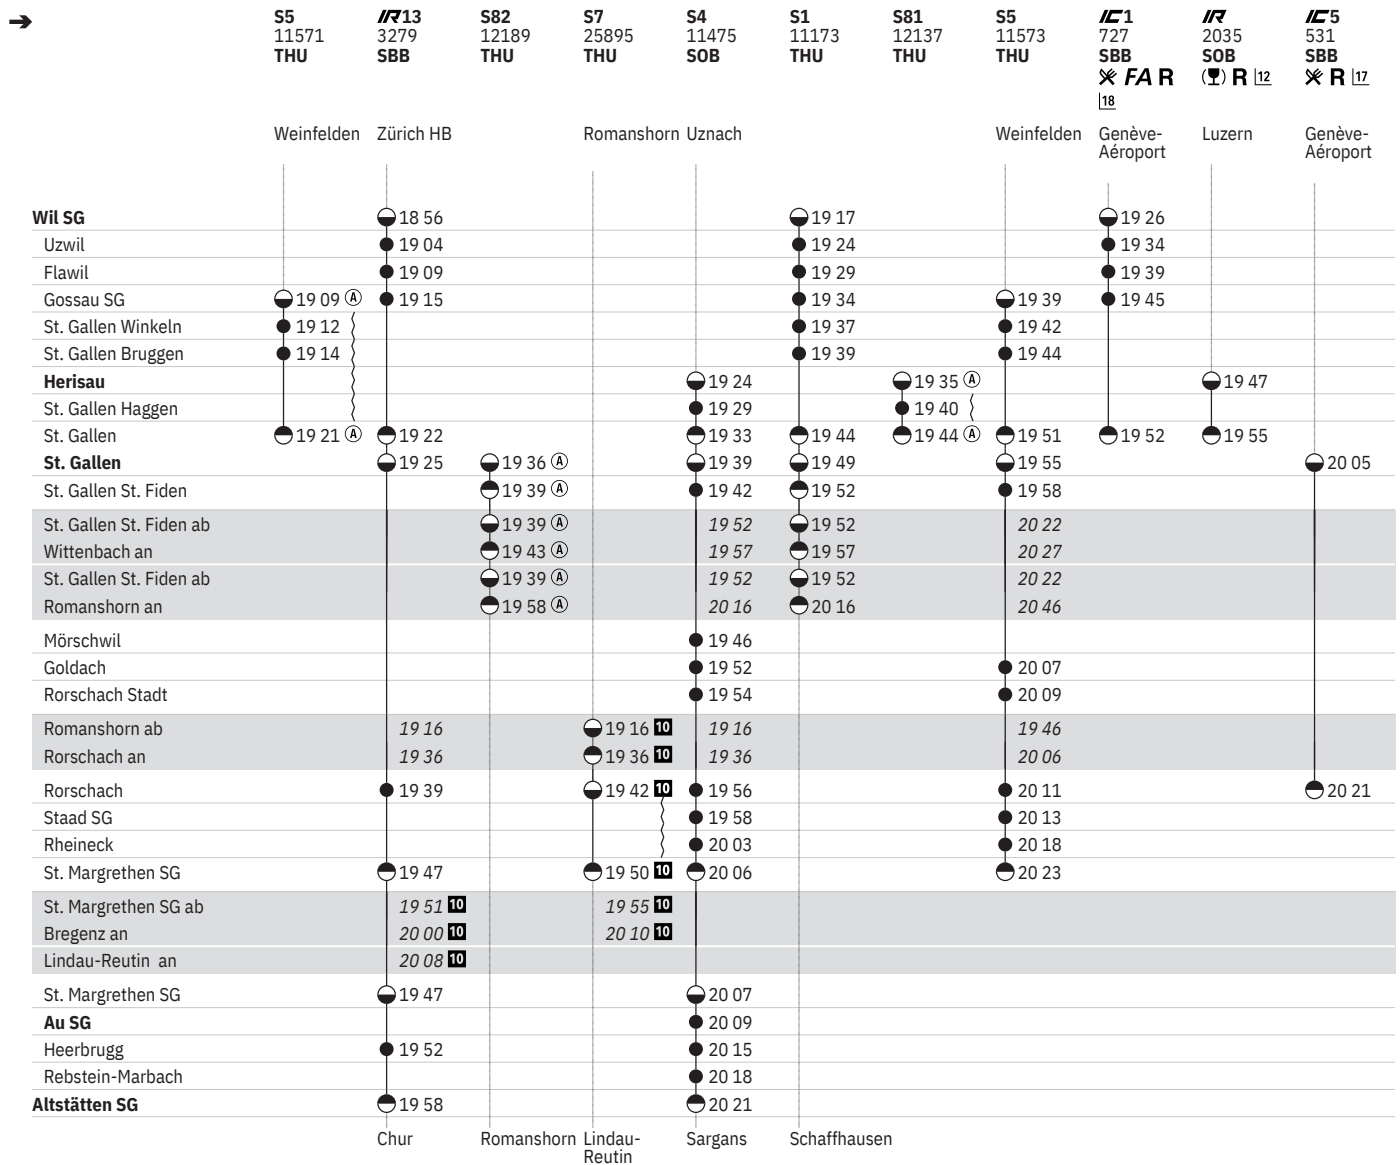 ➔ S5 IR13 S82 S7 S4 S1 S81 S5 IC1 IR IC5
11571 3279 12189 25895 11475 11173 12137 11573 727 2035 531
THU SBB THU THU SOB THU THU THU SBB SOB SBB
FA R R 12 R 17
18
Weinfelden Zürich HB Romanshorn Uznach Weinfelden Genève- Luzern Genève-
Aéroport Aéroport
Wil SG 18 56 19 17 19 26
Uzwil 19 04 19 24 19 34
Flawil 19 09 19 29 19 39
Gossau SG 19 09 A 19 15 19 34 19 39 19 45
St. Gallen Winkeln 19 12 19 37 19 42
St. Gallen Bruggen 19 14 19 39 19 44
Herisau 19 24 19 35 A 19 47
St. Gallen Haggen 19 29 19 40
St. Gallen 19 21 A 19 22 19 33 19 44 19 44 A 19 51 19 52 19 55
St. Gallen 19 25 19 36 A 19 39 19 49 19 55 20 05
St. Gallen St. Fiden 19 39 A 19 42 19 52 19 58
St. Gallen St. Fiden ab 19 39 A 19 52 19 52 20 22
Wittenbach an 19 43 A 19 57 19 57 20 27
St. Gallen St. Fiden ab 19 39 A 19 52 19 52 20 22
Romanshorn an 19 58 A 20 16 20 16 20 46
Mörschwil 19 46
Goldach 19 52 20 07
Rorschach Stadt 19 54 20 09
Romanshorn ab 19 16 19 16 10 19 16 19 46
Rorschach an 19 36 19 36 10 19 36 20 06
Rorschach 19 39 19 42 10 19 56 20 11 20 21
Staad SG 19 58 20 13
Rheineck 20 03 20 18
St. Margrethen SG 19 47 19 50 10 20 06 20 23
St. Margrethen SG ab 19 51 10 19 55 10
Bregenz an 20 00 10 20 10 10
Lindau-Reutin an 20 08 10
St. Margrethen SG 19 47 20 07
Au SG 20 09
Heerbrugg 19 52 20 15
Rebstein-Marbach 20 18
Altstätten SG 19 58 20 21
Chur Romanshorn Lindau- Sargans Schaffhausen
Reutin